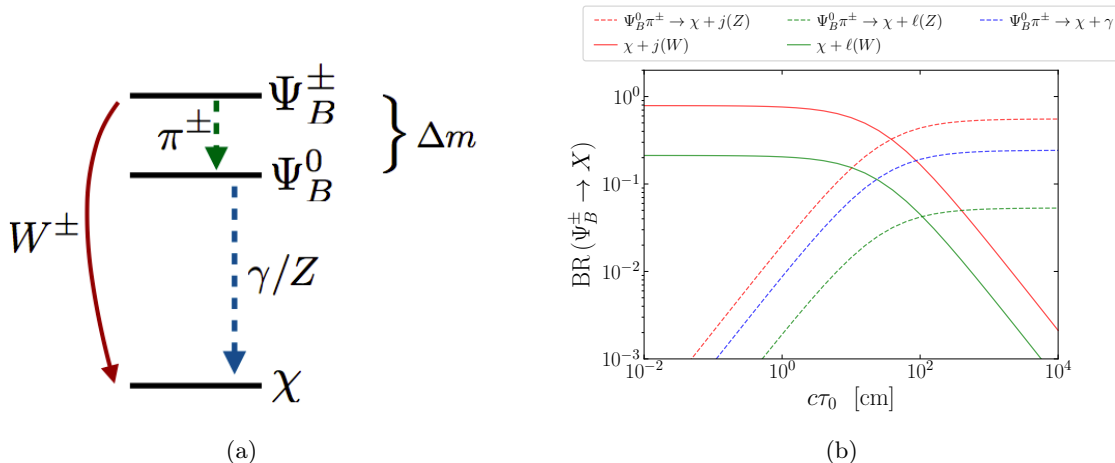 Ψ_B^±
π^±
} Δm
Ψ_B^0
W^±
γ/Z
χ
(a)
Ψ_B^0 π^± → χ + j(Z)
Ψ_B^0 π^± → χ + ℓ(Z)
Ψ_B^0 π^± → χ + γ
χ + j(W)
χ + ℓ(W)
BR (Ψ_B^± → X)
10^0
10^−1
10^−2
10^−3
10^−2 10^0 10^2 10^4
cτ_0 [cm]
(b)